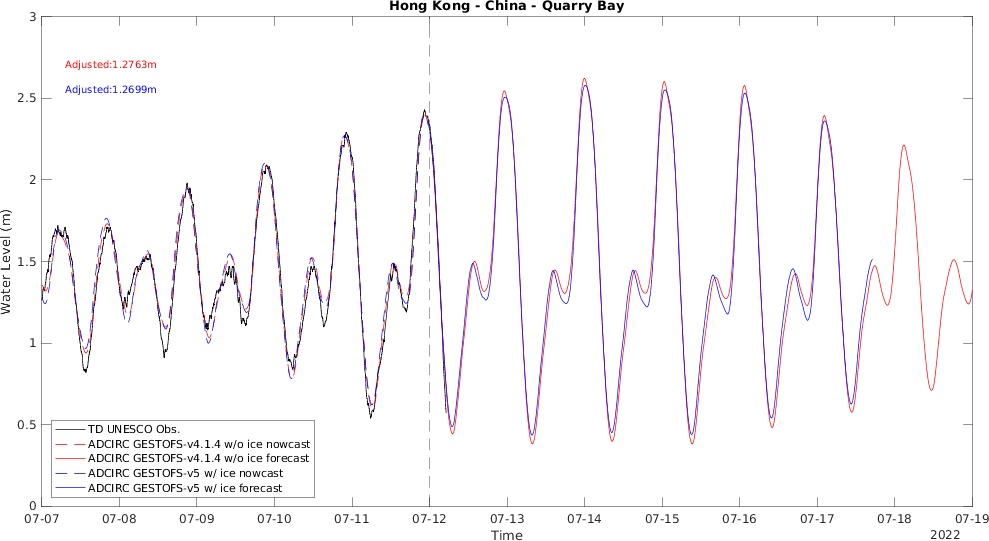 Hong Kong - China - Quarry Bay
3
Adjusted:1.2763m
Adjusted:1.2699m
2.5
2
1.5
1
0.5
0
Water Level (m)
TD UNESCO Obs.
ADCIRC GESTOFS-v4.1.4 w/o ice nowcast
ADCIRC GESTOFS-v4.1.4 w/o ice forecast
ADCIRC GESTOFS-v5 w/ ice nowcast
ADCIRC GESTOFS-v5 w/ ice forecast
07-07 07-08 07-09 07-10 07-11 07-12 07-13 07-14 07-15 07-16 07-17 07-18 07-19
Time
2022